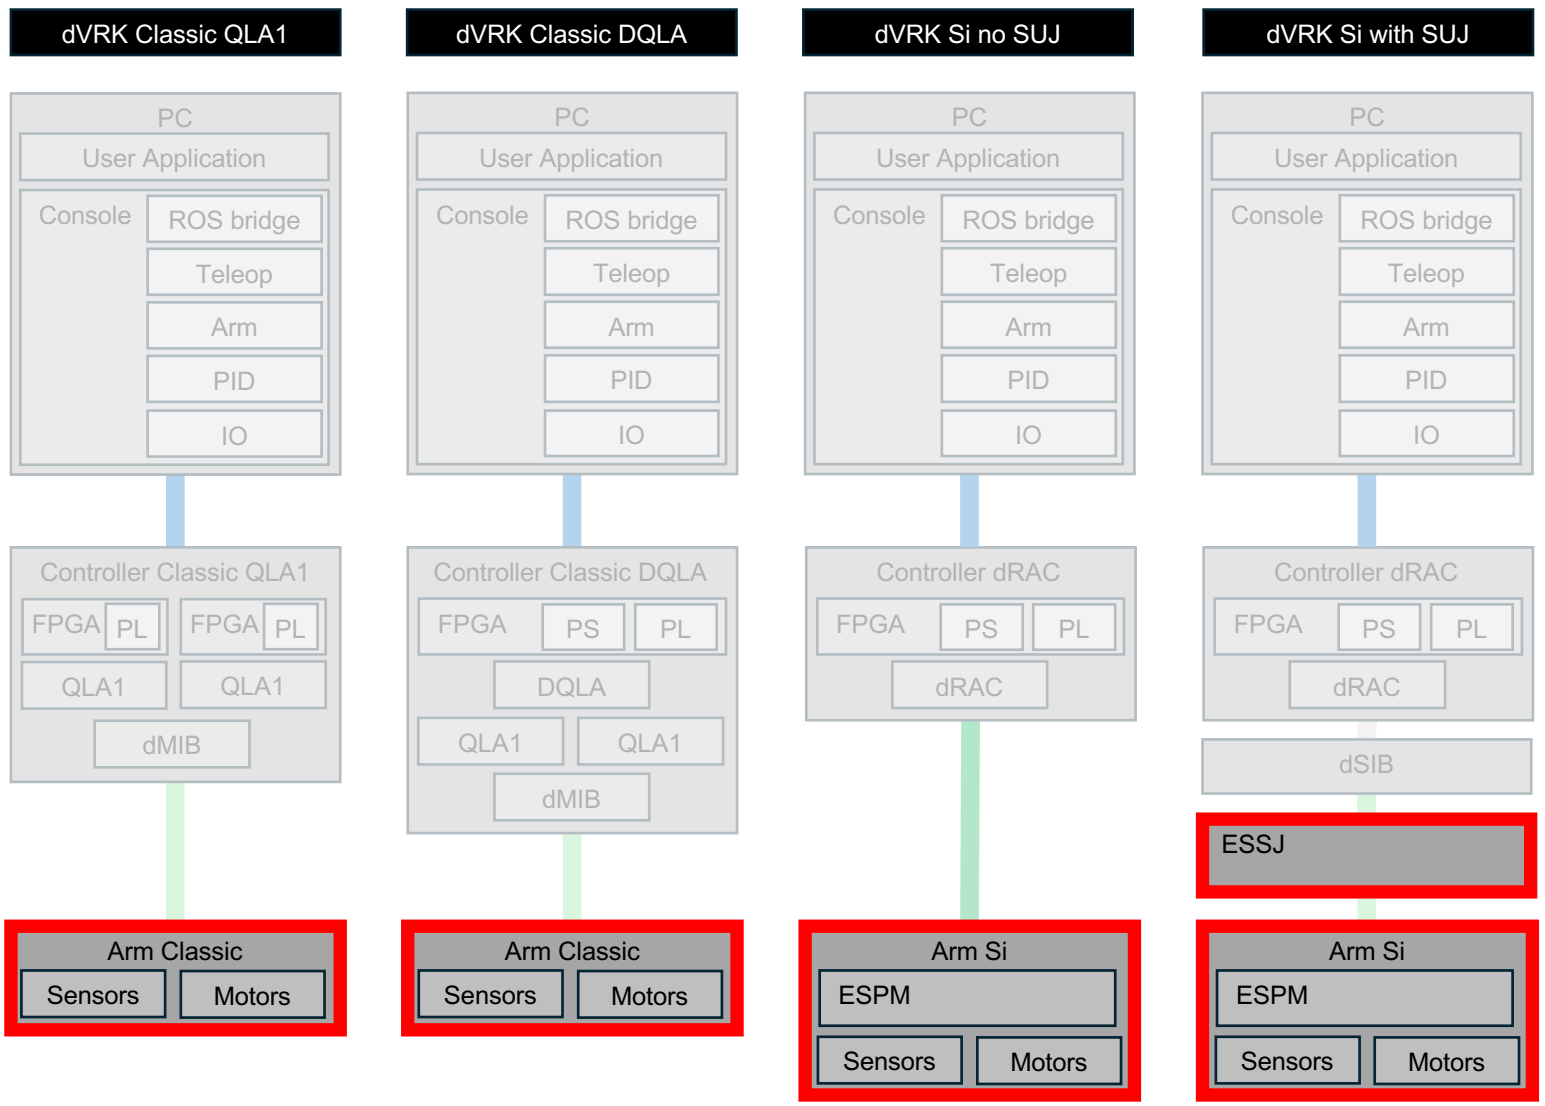 dVRK Classic QLA1
PC
User Application
Console
ROS bridge
Teleop
Arm
PID
IO
Controller Classic QLA1
FPGA PL FPGA PL
QLA1 QLA1
dMIB
Arm Classic
Sensors Motors
dVRK Classic DQLA
PC
User Application
Console
ROS bridge
Teleop
Arm
PID
IO
Controller Classic DQLA
FPGA PS PL
DQLA
QLA1 QLA1
dMIB
Arm Classic
Sensors Motors
dVRK Si no SUJ
PC
User Application
Console
ROS bridge
Teleop
Arm
PID
IO
Controller dRAC
FPGA PS PL
dRAC
Arm Si
ESPM
Sensors Motors
dVRK Si with SUJ
PC
User Application
Console
ROS bridge
Teleop
Arm
PID
IO
Controller dRAC
FPGA PS PL
dRAC
dSIB
ESSJ
Arm Si
ESPM
Sensors Motors